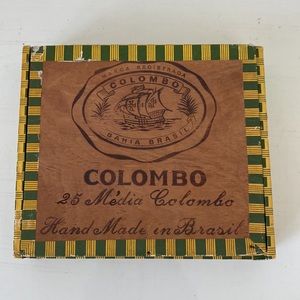 MARCA REGISTRADA
COLOMBO
BAHIA BRASIL
COLOMBO
25 Média Colombo
Hand Made in Brasil